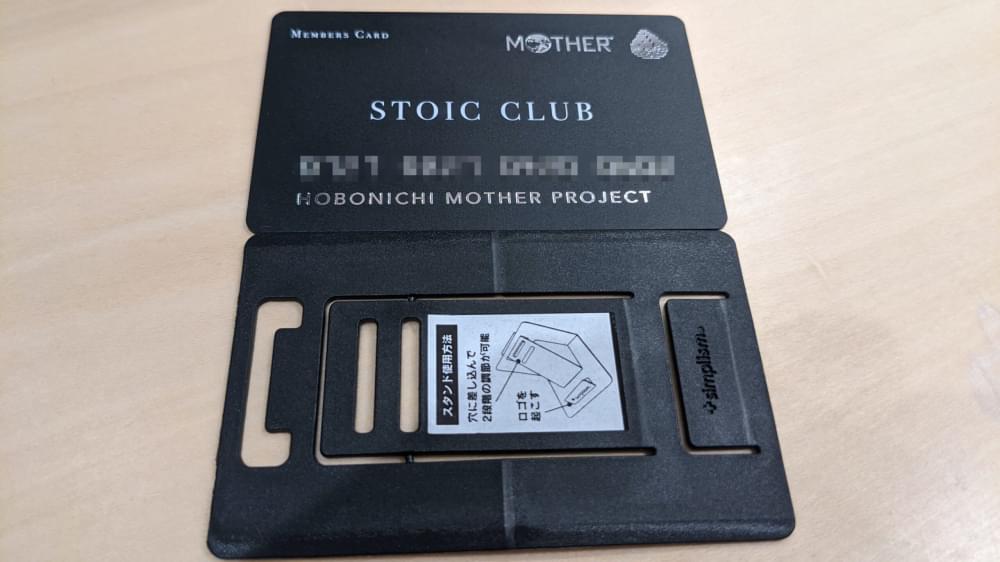 MEMBERS CARD
MOTHER
STOIC CLUB
HOBONICHI MOTHER PROJECT
スタンド使用方法
穴に差し込んで
2段階の調節が可能
ロゴを
起こす
simplism